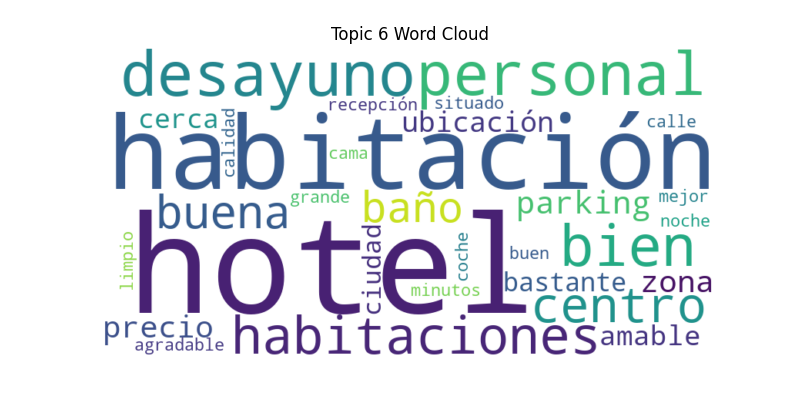 Topic 6 Word Cloud
desayuno personal
recepción situado
cerca calidad ubicación calle
habitación
cama
grande mejor
buena baño parking noche
hotel
limpio ciudad coche buen bien
minutos bastante zona
centro
precio habitaciones amable
agradable